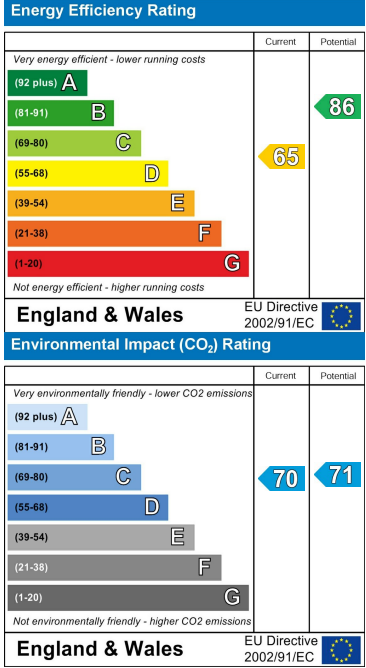 Energy Efficiency Rating
Current Potential
Very energy efficient - lower running costs
(92 plus) A
(81-91) B
(69-80) C
(55-68) D
(39-54) E
(21-38) F
(1-20) G
65
86
Not energy efficient - higher running costs
England & Wales
EU Directive
2002/91/EC
Environmental Impact (CO₂) Rating
Current Potential
Very environmentally friendly - lower CO2 emissions
(92 plus) A
(81-91) B
(69-80) C
(55-68) D
(39-54) E
(21-38) F
(1-20) G
70
71
Not environmentally friendly - higher CO2 emissions
England & Wales
EU Directive
2002/91/EC